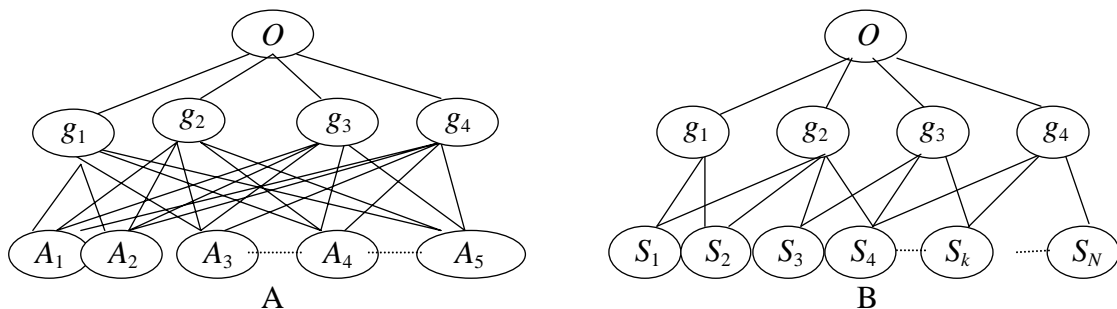 O O
g1 g2 g3 g4 g1 g2 g3 g4
A1 A2 A3 A4 A5 S1 S2 S3 S4 Sk SN
A B